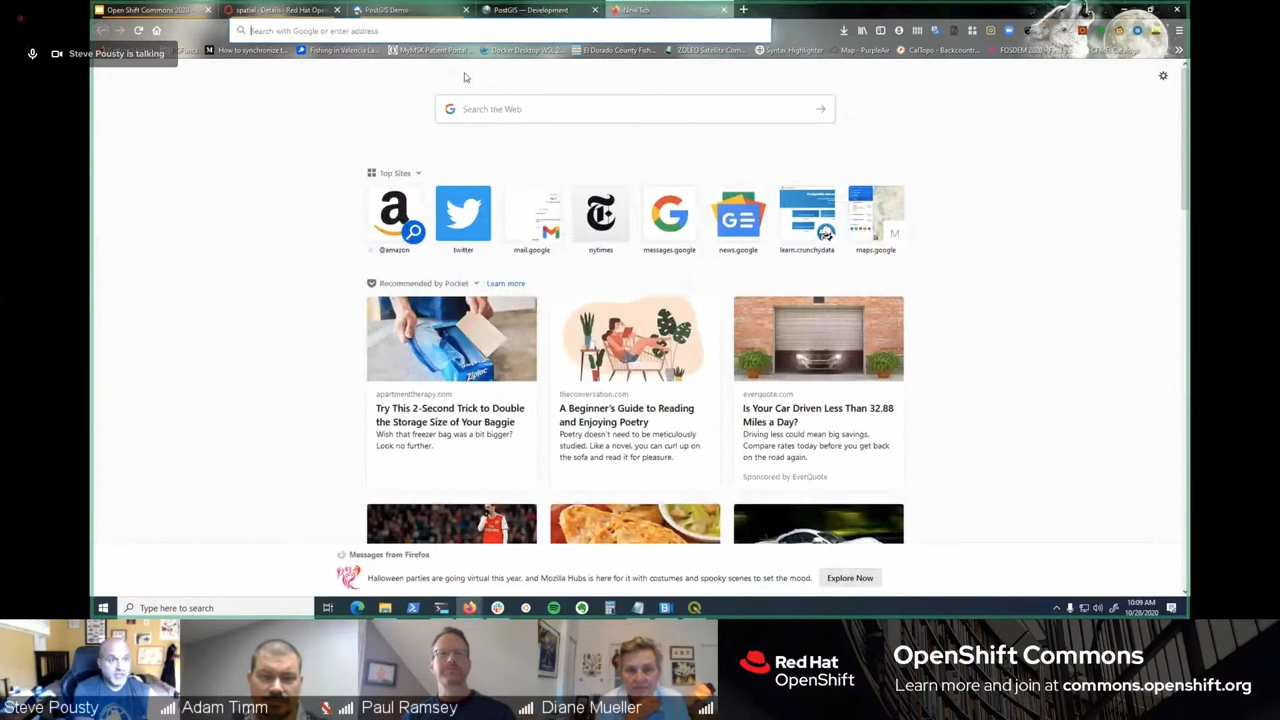 Open Shift Commons 2020 -
spatial - Details - Red Hat Open
PostGIS Demo
PostGIS — Development
New Tab
Search with Google or enter address
How to synchronize t...
Fishing in Valencia La...
MyMSK Patient Portal...
Docker Desktop WSL 2...
El Dorado County Fish...
ZOLEO Satellite Com...
Syntax Highlighter
Map - PurpleAir
FOSDEM 2020 -
CalTopo - Backcountr...
Catalogs
Steve Pousty is talking
Search the Web
Top Sites
@amazon
twitter
mail.google
nytimes
messages.google
news.google
learn.crunchydata
maps.google
Recommended by Pocket
Learn more
apartmenttherapy.com
Try This 2-Second Trick to Double
the Storage Size of Your Baggie
Wish that freezer bag was a bit bigger?
Look no further.
theconversation.com
A Beginner's Guide to Reading
and Enjoying Poetry
Poetry doesn't need to be meticulously
studied. Like a novel, you can curl up on
the sofa and read it for pleasure.
everquote.com
Is Your Car Driven Less Than 32.88
Miles a Day?
Driving less could mean big savings.
Compare rates today before you get back
on the road again.
Sponsored by EverQuote
Messages from Firefox
Halloween parties are going virtual this year, and Mozilla Hubs is here for it with costumes and spooky scenes to set the mood.
Explore Now
Type here to search
10:09 AM
10/28/2020
Steve Pousty
Adam Timm
Paul Ramsey
Diane Mueller
Red Hat
OpenShift
OpenShift Commons
Learn more and join at commons.openshift.org